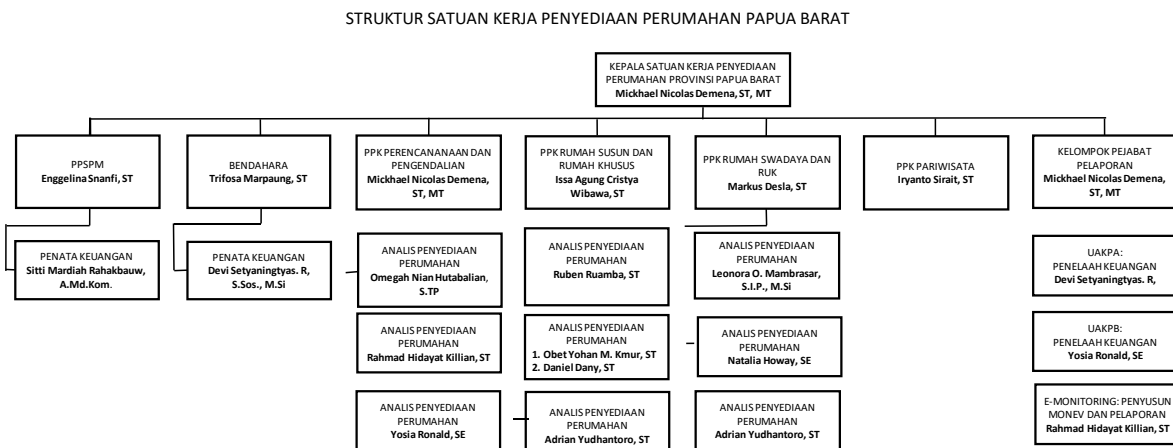 STRUKTUR SATUAN KERJA PENYEDIAAN PERUMAHAN PAPUA BARAT
KEPALA SATUAN KERJA PENYEDIAAN
PERUMAHAN PROVINSI PAPUA BARAT
Mickhael Nicolas Demena, ST, MT
PPSPM
Enggelina Snanfi, ST
BENDAHARA
Trifosa Marpaung, ST
PPK PERENCANANAAN DAN
PENGENDALIAN
Mickhael Nicolas Demena,
ST, MT
PPK RUMAH SUSUN DAN
RUMAH KHUSUS
Issa Agung Cristya
Wibawa, ST
PPK RUMAH SWADAYA DAN
RUK
Markus Desla, ST
PPK PARIWISATA
Iryanto Sirait, ST
KELOMPOK PEJABAT
PELAPORAN
Mickhael Nicolas Demena,
ST, MT
PENATA KEUANGAN
Sitti Mardiah Rahakbauw,
A.Md.Kom.
PENATA KEUANGAN
Devi Setyaningtyas. R,
S.Sos., M.Si
ANALIS PENYEDIAAN
PERUMAHAN
Omegah Nian Hutabalian,
S.TP
ANALIS PENYEDIAAN
PERUMAHAN
Ruben Ruamba, ST
ANALIS PENYEDIAAN
PERUMAHAN
Leonora O. Mambrasar,
S.I.P., M.Si
UAKPA:
PENELAAH KEUANGAN
Devi Setyaningtyas. R,
ANALIS PENYEDIAAN
PERUMAHAN
Rahmad Hidayat Killian, ST
ANALIS PENYEDIAAN
PERUMAHAN
1. Obet Yohan M. Kmur, ST
2. Daniel Dany, ST
ANALIS PENYEDIAAN
PERUMAHAN
Natalia Howay, SE
UAKPB:
PENELAAH KEUANGAN
Yosia Ronald, SE
ANALIS PENYEDIAAN
PERUMAHAN
Yosia Ronald, SE
ANALIS PENYEDIAAN
PERUMAHAN
Adrian Yudhantoro, ST
ANALIS PENYEDIAAN
PERUMAHAN
Adrian Yudhantoro, ST
E-MONITORING: PENYUSUN
MONEV DAN PELAPORAN
Rahmad Hidayat Killian, ST